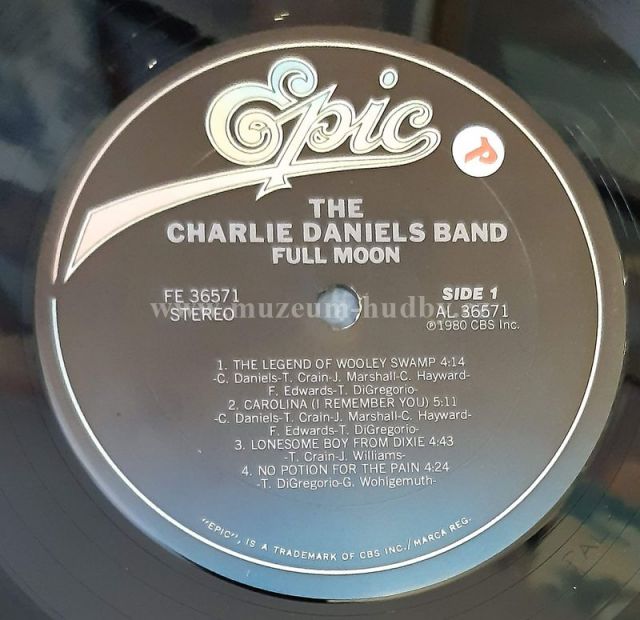 Epic
THE
CHARLIE DANIELS BAND
FULL MOON
FE 36571
STEREO
SIDE 1
AL 36571
℗1980 CBS Inc.
www.muzeum-hudby.
1. THE LEGEND OF WOOLEY SWAMP 4:14
-C. Daniels-T. Crain-J. Marshall-C. Hayward-
F. Edwards-T. DiGregorio-
2. CAROLINA (I REMEMBER YOU) 5:11
-C. Daniels-T. Crain-J. Marshall-C. Hayward-
F. Edwards-T. DiGregorio-
3. LONESOME BOY FROM DIXIE 4:43
-T. Crain-J. Williams-
4. NO POTION FOR THE PAIN 4:24
-T. DiGregorio-G. Wohlgemuth-
"EPIC", IS A TRADEMARK OF CBS INC./MARCA REG.